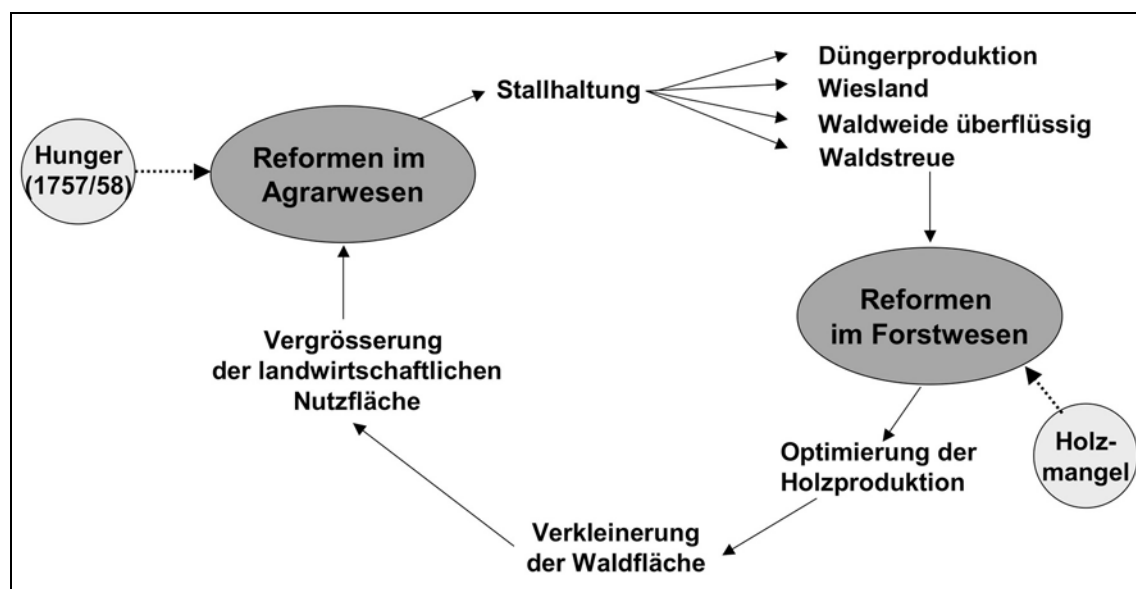 Düngerproduktion
Stallhaltung
Wiesland
Waldweide überflüssig
Waldstreue
Hunger
(1757/58)
Reformen im
Agrarwesen
Reformen
im Forstwesen
Vergrösserung
der landwirtschaftlichen
Nutzfläche
Holz-
mangel
Optimierung der
Holzproduktion
Verkleinerung
der Waldfläche